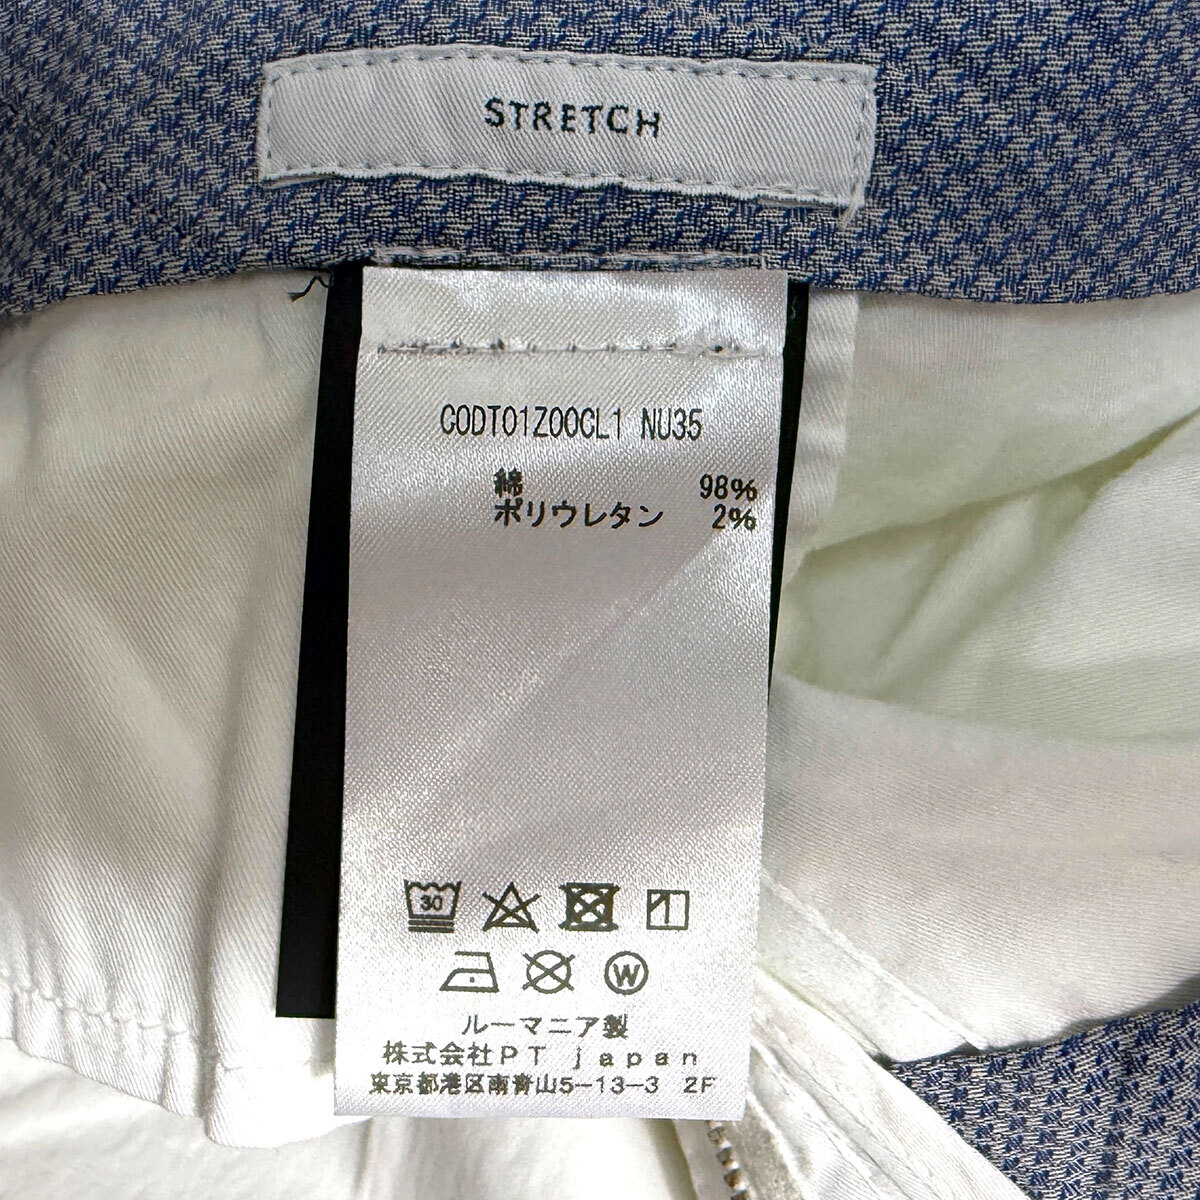 STRETCH
CODT01Z00CL1 NU35
綿 98%
ポリウレタン 2%
30
W
ルーマニア製
株式会社PT japan
東京都港区南青山5-13-3 2F